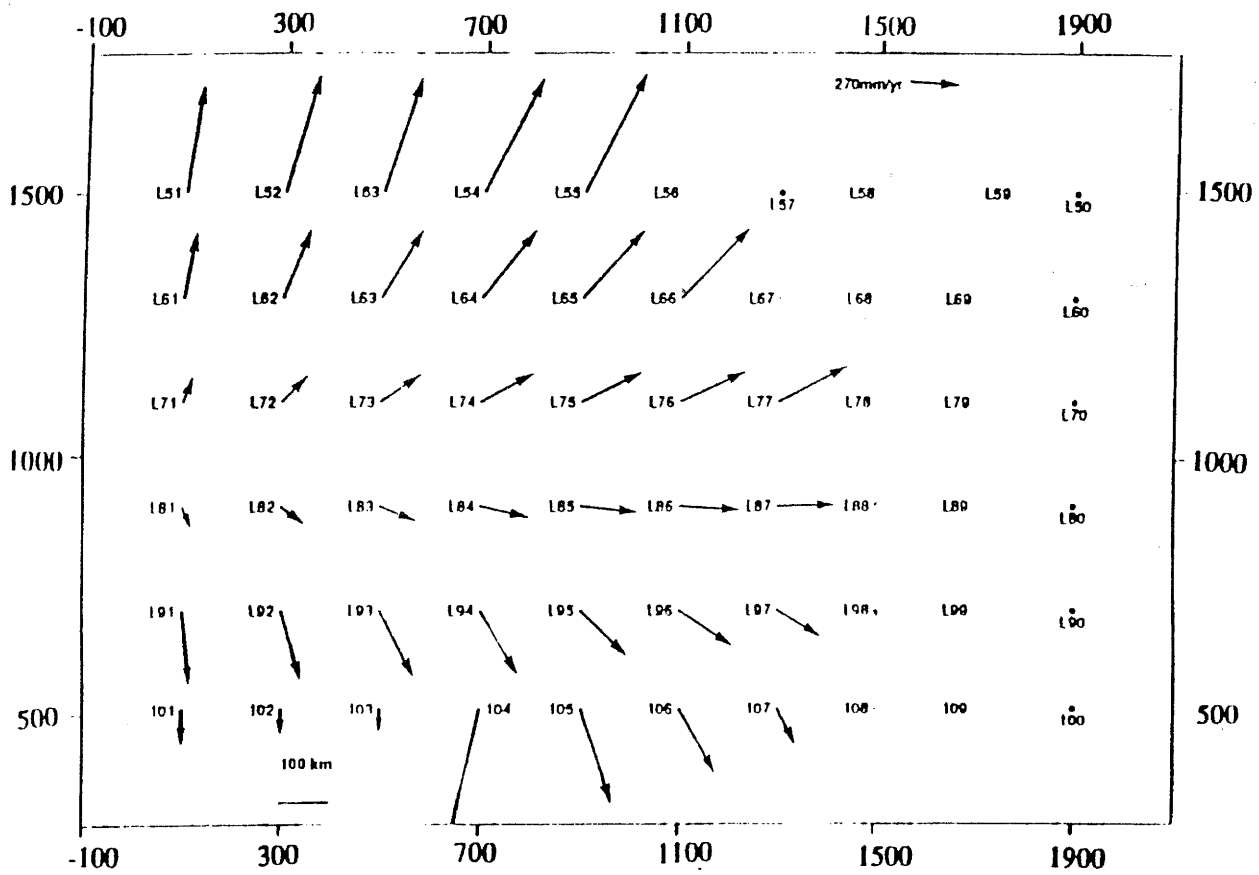 -100 300 700 1100 1500 1900
270mm/yr
1500 L51 L52 L53 L54 L55 L56 L57 L58 L59 L50 1500
L61 L62 L63 L64 L65 L66 L67 L68 L69 L60
L71 L72 L73 L74 L75 L76 L77 L78 L79 L70
1000 1000
L81 L82 L83 L84 L85 L86 L87 L88 L89 L80
L91 L92 L93 L94 L95 L96 L97 L98 L99 L90
500 101 102 103 104 105 106 107 108 109 100 500
100 km
-100 300 700 1100 1500 1900